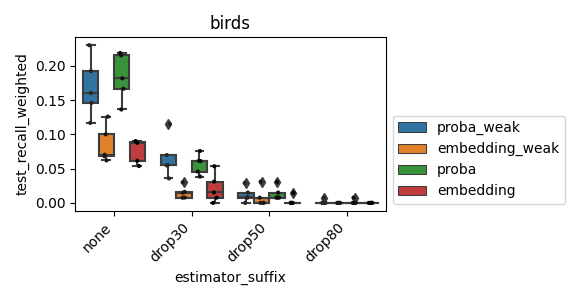 birds
test_recall_weighted
0.20
0.15
0.10
0.05
0.00
none
drop30
drop50
drop80
estimator_suffix
proba_weak
embedding_weak
proba
embedding